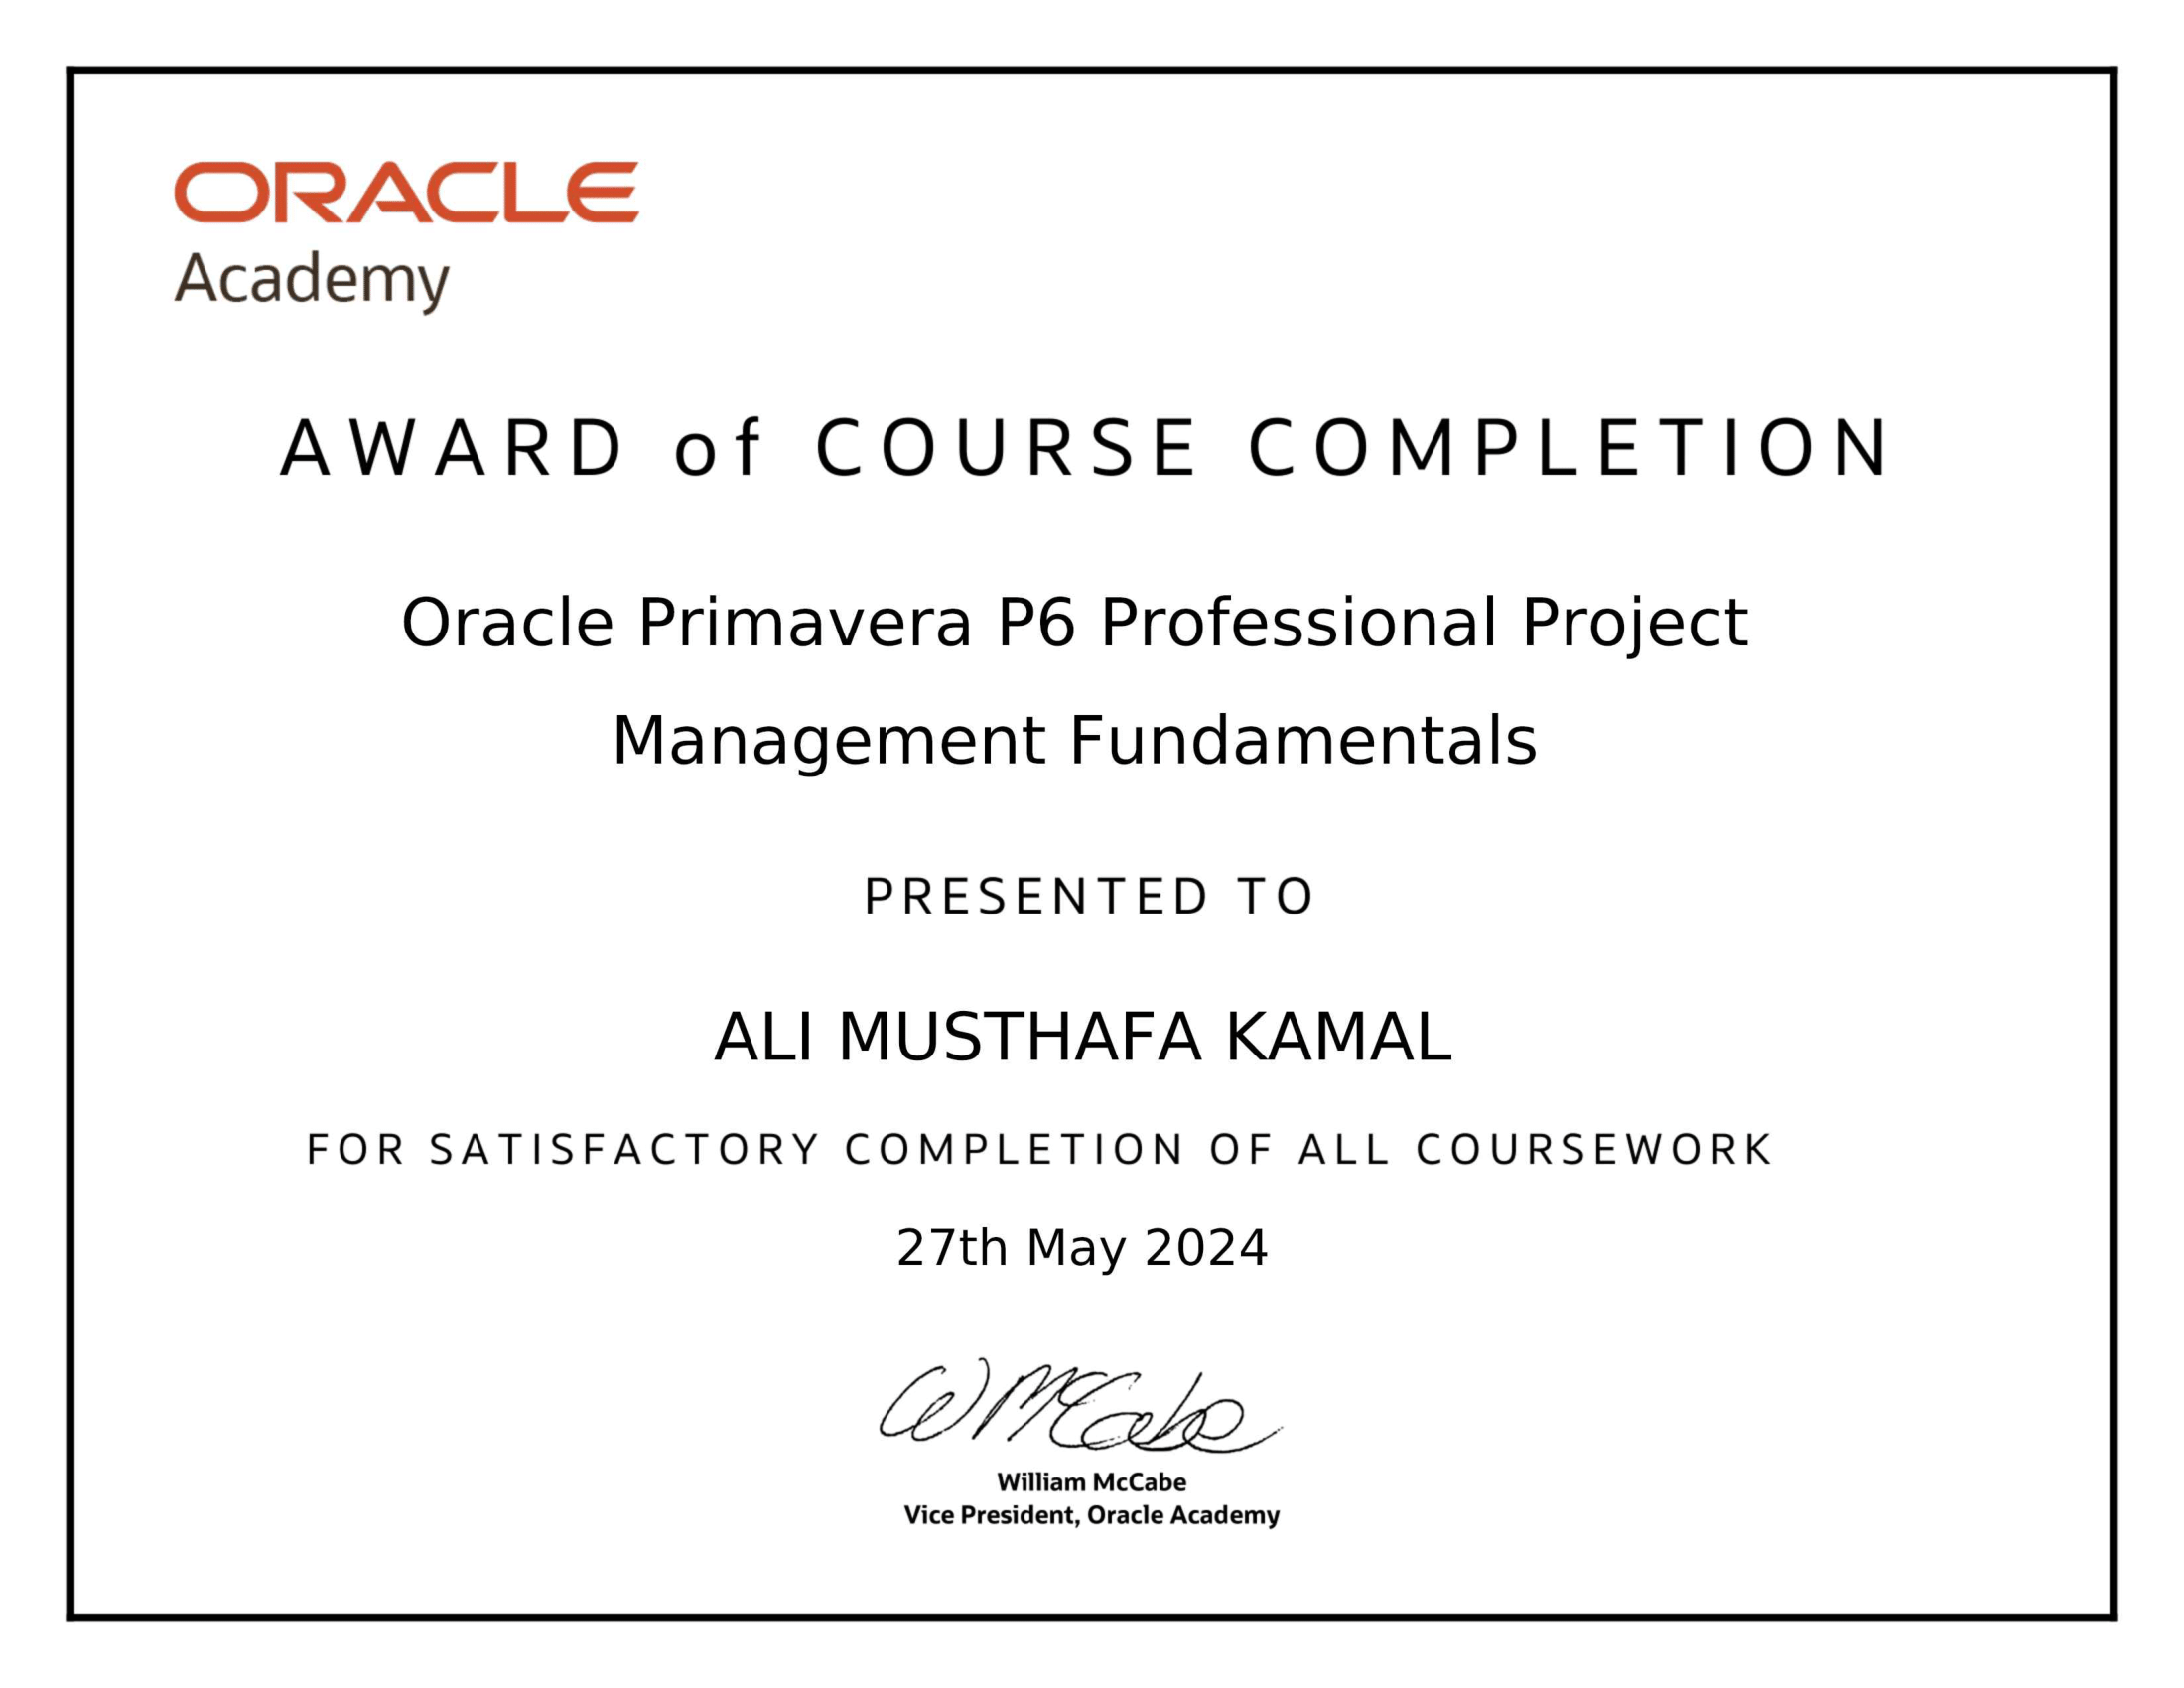 ORACLE
Academy
AWARD of COURSE COMPLETION
Oracle Primavera P6 Professional Project
Management Fundamentals
PRESENTED TO
ALI MUSTHAFA KAMAL
FOR SATISFACTORY COMPLETION OF ALL COURSEWORK
27th May 2024
W McCabe
William McCabe
Vice President, Oracle Academy